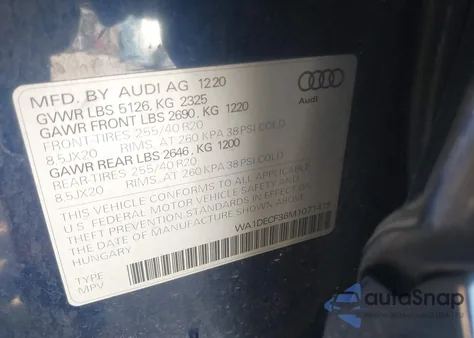 MFD. BY AUDI AG 12 20
GVWR LBS 5126, KG 2325
GAWR FRONT LBS 2690, KG 1220
FRONT TIRES 255/40 R20
8.5JX20 RIMS. AT 260 KPA 38 PSI COLD
GAWR REAR LBS 2646, KG 1200
REAR TIRES 255/40 R20
8.5JX20 RIMS. AT 260 KPA 38 PSI COLD
THIS VEHICLE CONFORMS TO ALL APPLICABLE
U.S. FEDERAL MOTOR VEHICLE SAFETY AND
THEFT PREVENTION STANDARDS IN EFFECT ON
THE DATE OF MANUFACTURE SHOWN ABOVE
HUNGARY
TYPE
MPV
Audi
autoSnap